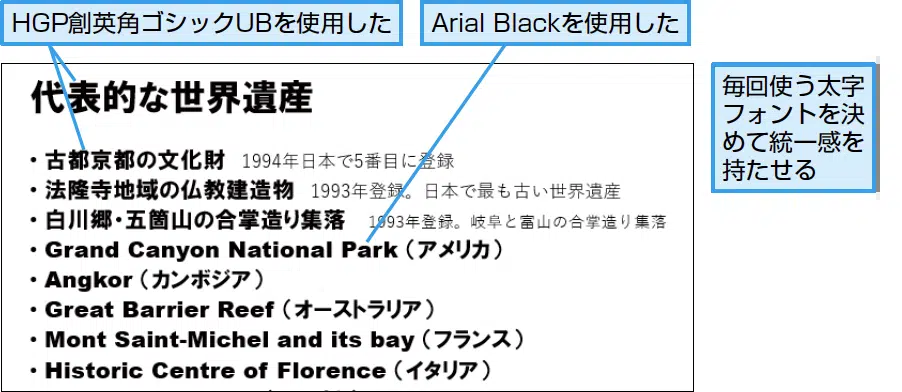 HGP創英角ゴシックUBを使用した
Arial Blackを使用した
毎回使う太字
フォントを決
めて統一感を
持たせる
代表的な世界遺産
・古都京都の文化財 1994年日本で5番目に登録
・法隆寺地域の仏教建造物 1993年登録。日本で最も古い世界遺産
・白川郷・五箇山の合掌造り集落 1993年登録。岐阜と富山の合掌造り集落
・Grand Canyon National Park（アメリカ）
・Angkor（カンボジア）
・Great Barrier Reef（オーストラリア）
・Mont Saint-Michel and its bay（フランス）
・Historic Centre of Florence（イタリア）